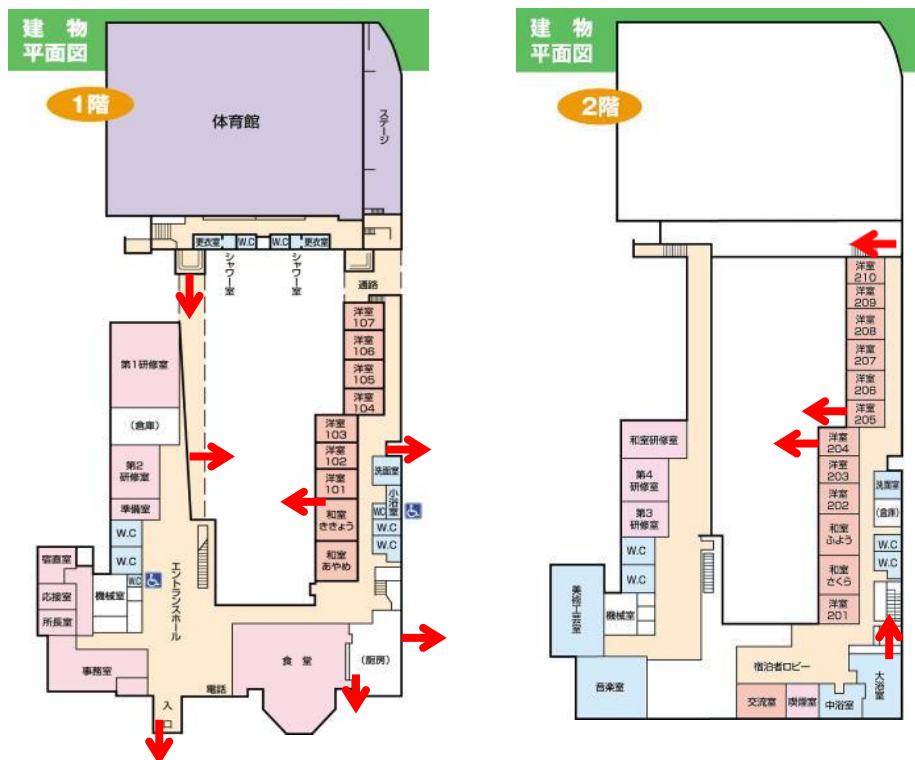 建物
平面図
1階
体育館
ステージ
更衣室
W.C
W.C
更衣室
シャワー室
シャワー室
通路
洋室
107
洋室
106
洋室
105
洋室
104
洋室
103
洋室
102
洋室
101
和室
ききょう
和室
あやめ
洗面室
小浴室
WC
W.C
W.C
第1研修室
(倉庫)
第2
研修室
準備室
W.C
W.C
WC
宿直室
応接室
所長室
機械室
エントランスホール
事務室
電話
入口
食堂
(厨房)
建物
平面図
2階
洋室
210
洋室
209
洋室
208
洋室
207
洋室
206
洋室
205
洋室
204
洋室
203
洋室
202
和室
ふよう
和室
さくら
洋室
201
洗面室
(倉庫)
W.C
W.C
和室研修室
第4
研修室
第3
研修室
W.C
W.C
機械室
美術工芸室
音楽室
宿泊者ロビー
交流室
喫煙室
中浴室
大浴室